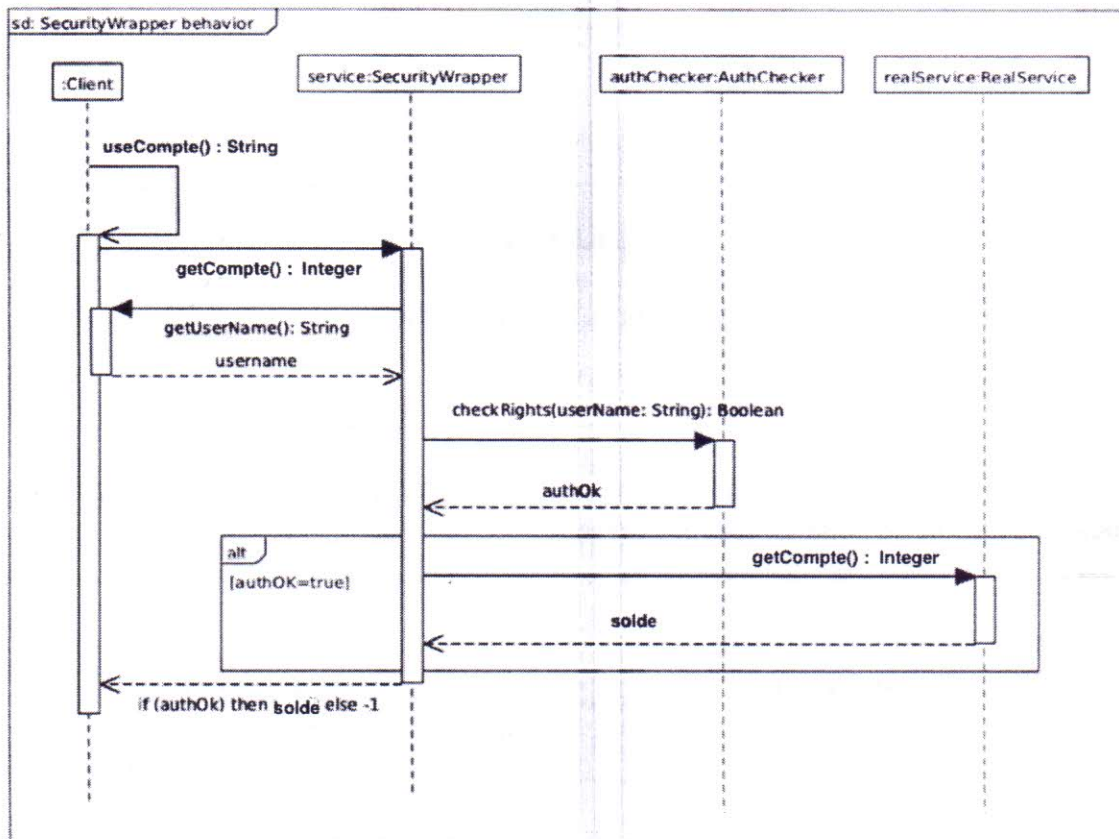 sd: SecurityWrapper behavior
:Client
service:SecurityWrapper
authChecker:AuthChecker
realService:RealService
useCompte() : String
getCompte() : Integer
getUserName(): String
username
checkRights(userName: String): Boolean
authOk
alt
getCompte() : Integer
[authOK=true]
solde
if (authOk) then solde else -1